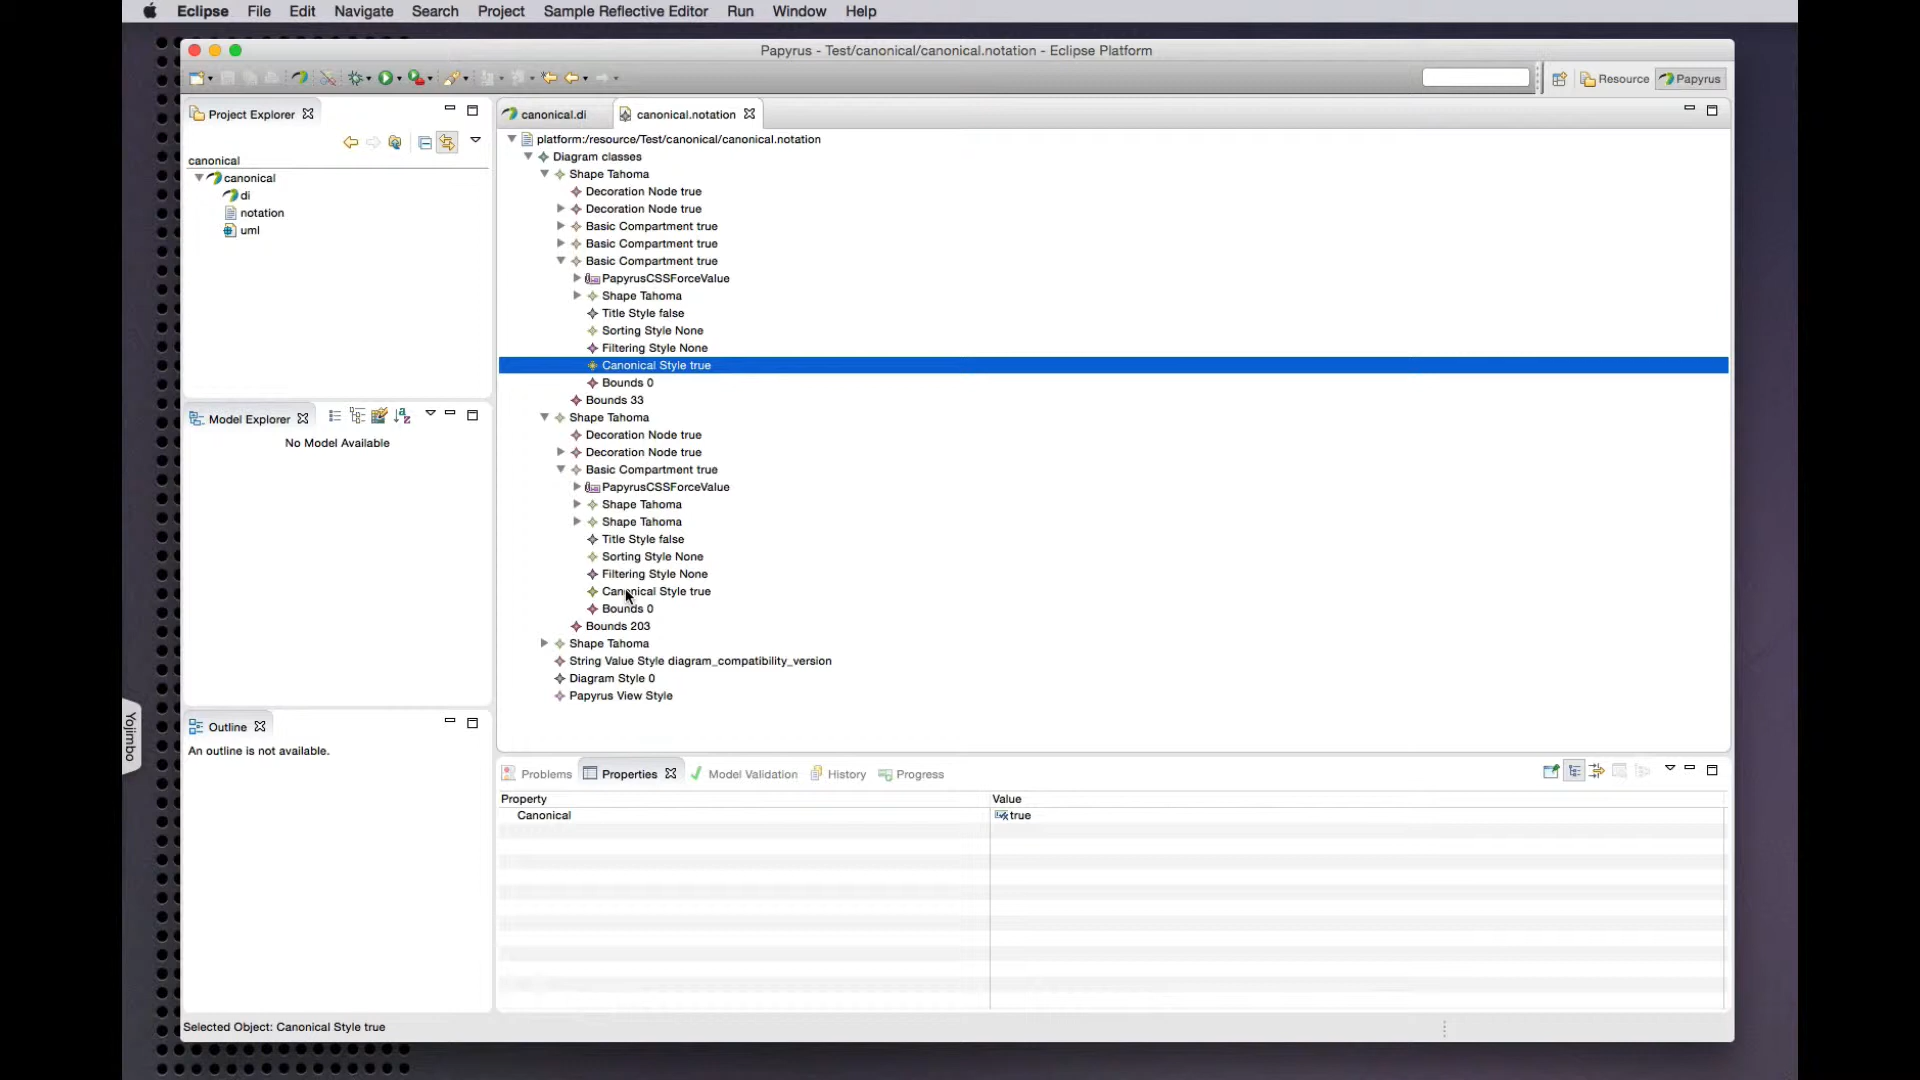 Eclipse File Edit Navigate Search Project Sample Reflective Editor Run Window Help
Papyrus - Test/canonical/canonical.notation - Eclipse Platform
Resource Papyrus
Project Explorer
canonical
canonical
di
notation
uml
Model Explorer
No Model Available
Outline
An outline is not available.
Yojimbo
canonical.di canonical.notation
platform:/resource/Test/canonical/canonical.notation
Diagram classes
Shape Tahoma
Decoration Node true
Decoration Node true
Basic Compartment true
Basic Compartment true
Basic Compartment true
PapyrusCSSForceValue
Shape Tahoma
Title Style false
Sorting Style None
Filtering Style None
Canonical Style true
Bounds 0
Bounds 33
Shape Tahoma
Decoration Node true
Decoration Node true
Basic Compartment true
PapyrusCSSForceValue
Shape Tahoma
Shape Tahoma
Title Style false
Sorting Style None
Filtering Style None
Canonical Style true
Bounds 0
Bounds 203
Shape Tahoma
String Value Style diagram_compatibility_version
Diagram Style 0
Papyrus View Style
Problems Properties Model Validation History Progress
Property Value
Canonical true
Selected Object: Canonical Style true